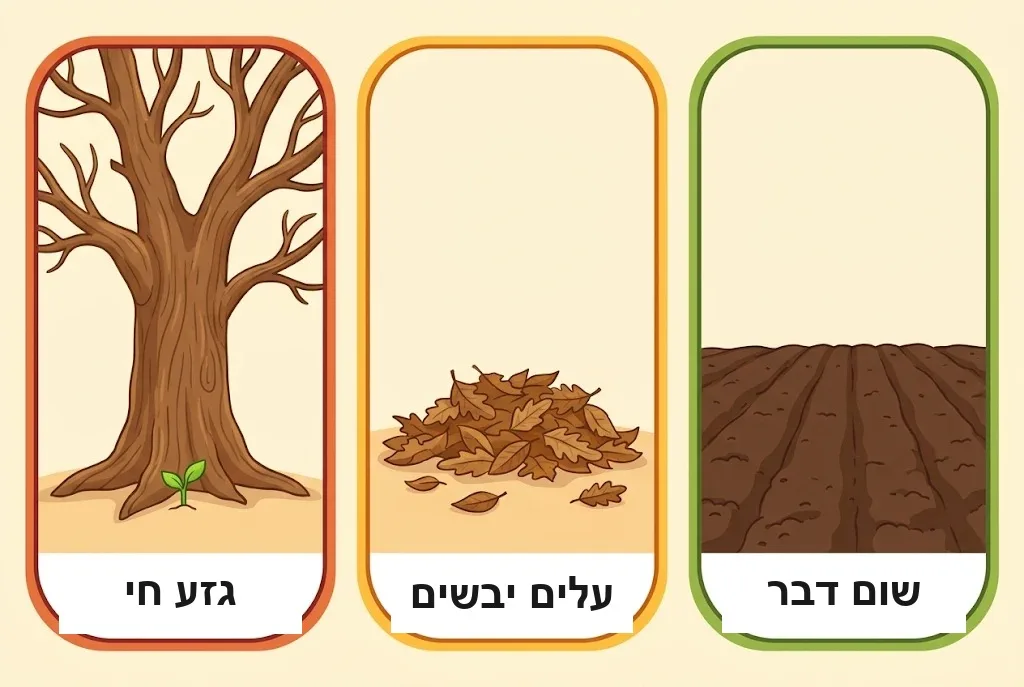 גזע חי
עלים יבשים
שום דבר